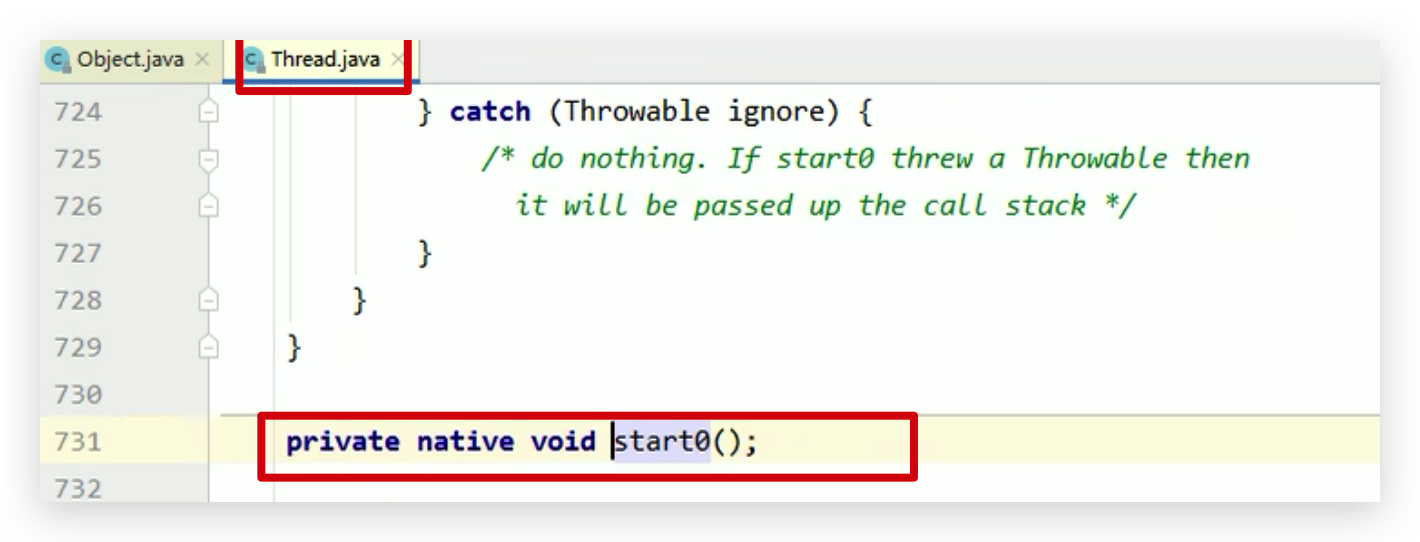 Object.java × Thread.java ×
724 } catch (Throwable ignore) {
725 /* do nothing. If start0 threw a Throwable then
726 it will be passed up the call stack */
727 }
728 }
729 }
730
731 private native void start0();
732